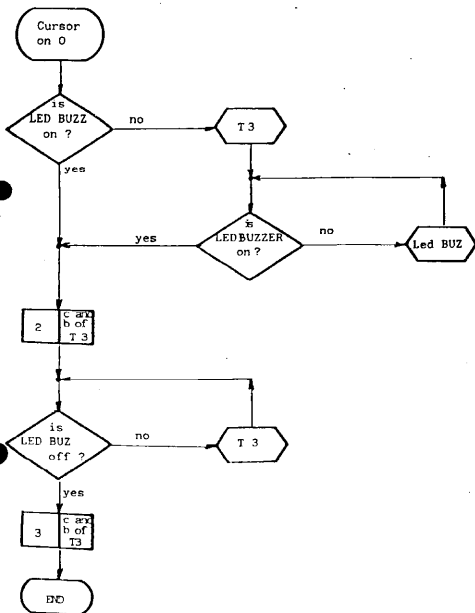 Cursor
on 0
is
LED BUZZ
on ?
no
T 3
yes
is
LED BUZZER
on ?
yes
no
Led BUZ
2
c and
b of
T 3
is
LED BUZ
off ?
no
T 3
yes
3
c and
b of
T3
END